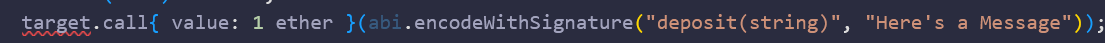 target.call{ value: 1 ether }(abi.encodeWithSignature("deposit(string)", "Here's a Message"));